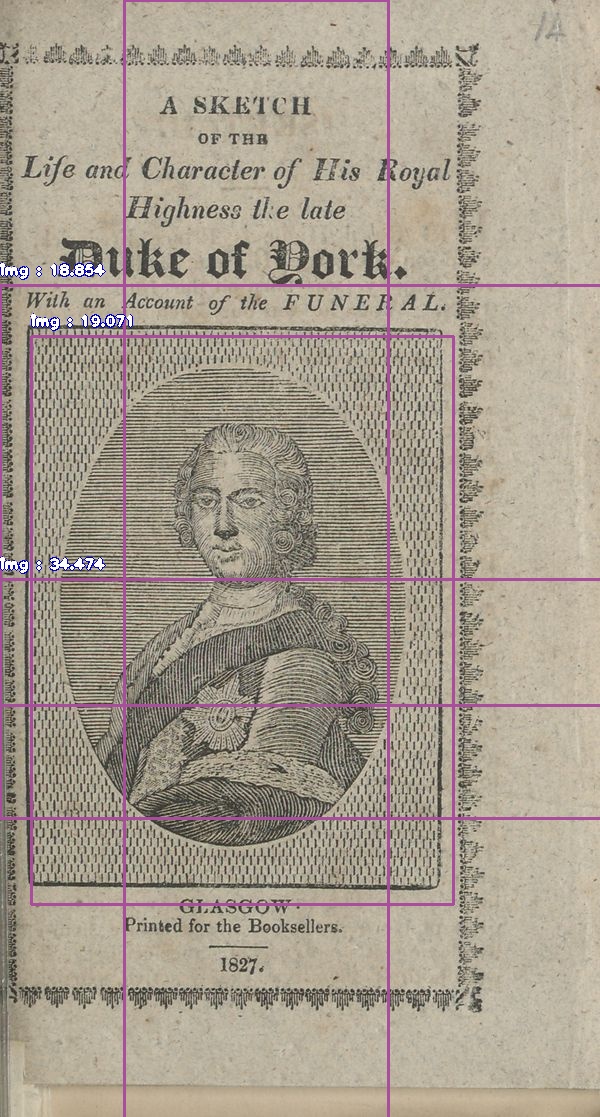 14
A SKETCH
OF THE
Life and Character of His Royal
Highness the late
Duke of York.
Img : 18.854
With an Account of the FUNERAL.
Img : 19.071
Img : 34.474
GLASGOW
Printed for the Booksellers.
1827.